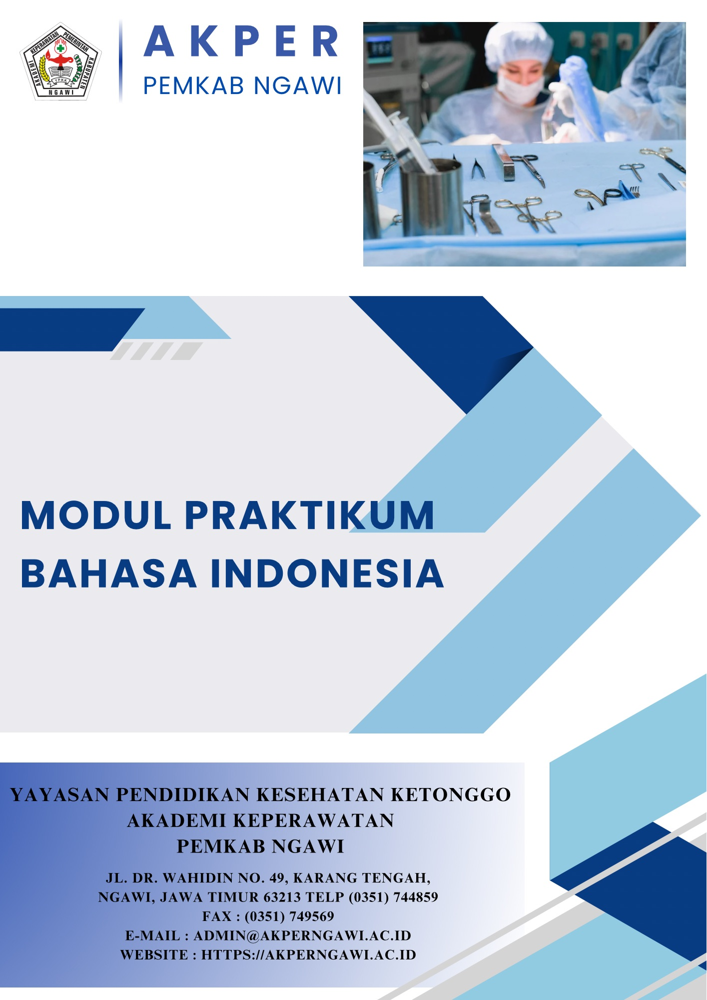 AKADEMI KEPERAWATAN PEMERINTAH KABUPATEN
NGAWI
YPKK
AKPER
PEMKAB NGAWI
MODUL PRAKTIKUM
BAHASA INDONESIA
YAYASAN PENDIDIKAN KESEHATAN KETONGGO
AKADEMI KEPERAWATAN
PEMKAB NGAWI
JL. DR. WAHIDIN NO. 49, KARANG TENGAH,
NGAWI, JAWA TIMUR 63213 TELP (0351) 744859
FAX : (0351) 749569
E-MAIL : ADMIN@AKPERNGAWI.AC.ID
WEBSITE : HTTPS://AKPERNGAWI.AC.ID